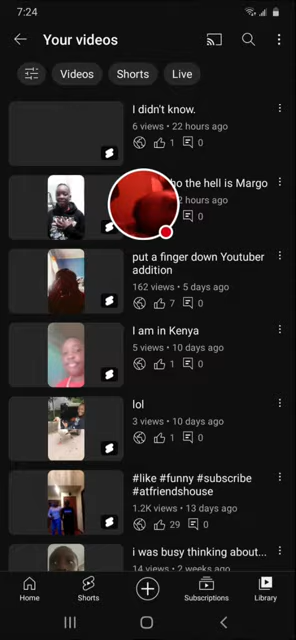 7:24
Your videos
Videos
Shorts
Live
I didn't know.
6 views • 22 hours ago
1
0
ho the hell is Margo
hours ago
0
put a finger down Youtuber
addition
162 views • 5 days ago
7
0
I am in Kenya
5 views • 10 days ago
1
0
lol
3 views • 10 days ago
1
0
#like #funny #subscribe
#atfriendshouse
1.2K views • 13 days ago
29
0
i was busy thinking about...
14 views • 2 weeks ago
Home
Shorts
Subscriptions
Library